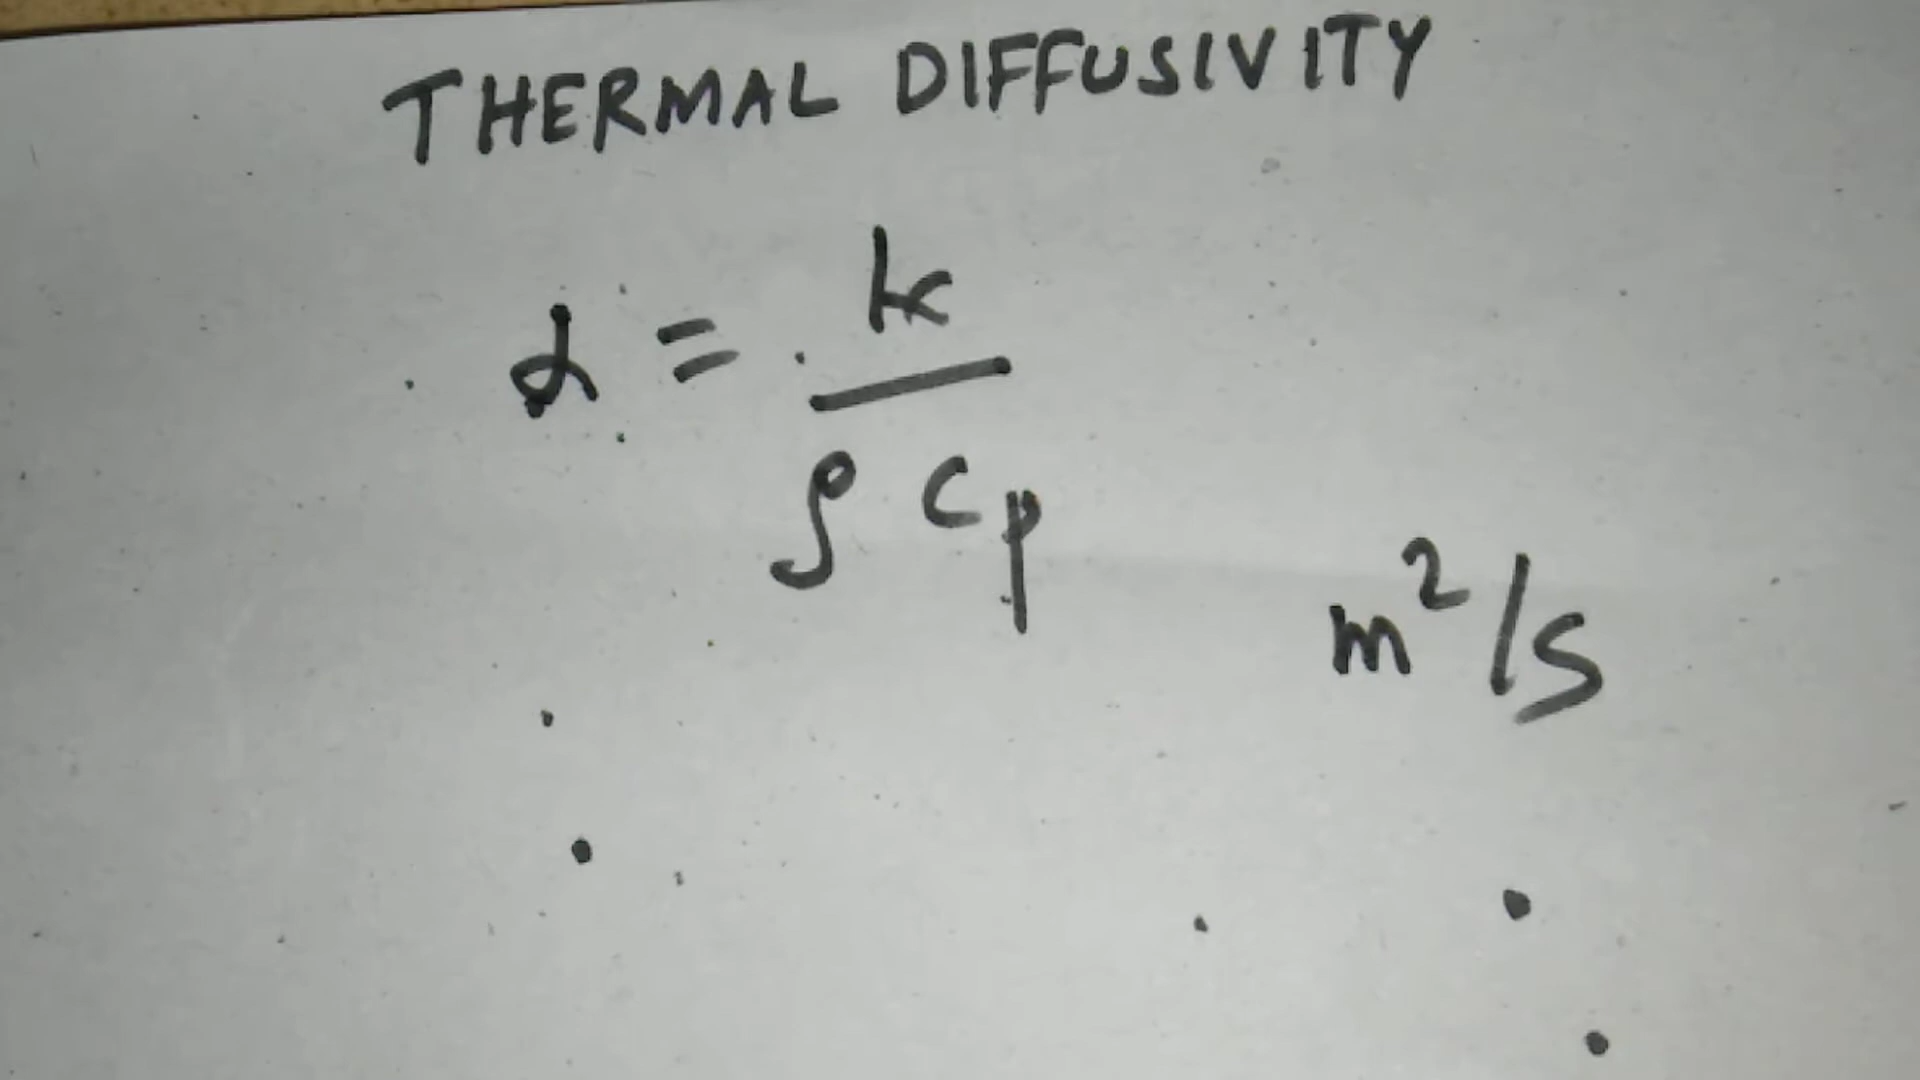 THERMAL DIFFUSIVITY
α = k / ρ Cp
m²/s